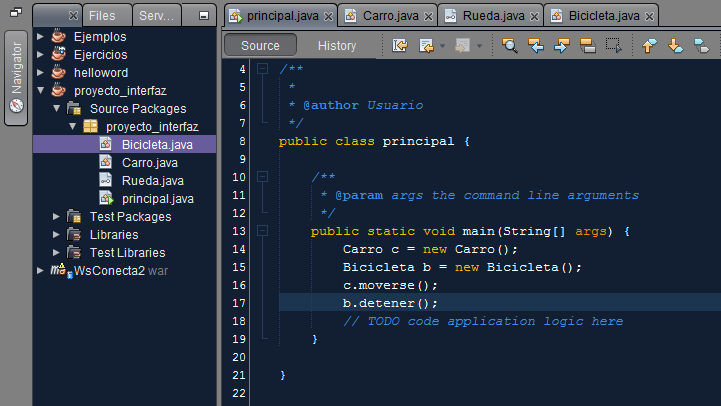 Files
Serv...
Navigator
Ejemplos
Ejercicios
helloword
proyecto_interfaz
Source Packages
proyecto_interfaz
Bicicleta.java
Carro.java
Rueda.java
principal.java
Test Packages
Libraries
Test Libraries
WsConecta2 war
principal.java
Carro.java
Rueda.java
Bicicleta.java
Source
History
4 /**
5 *
6 * @author Usuario
7 */
8 public class principal {
9
10 /**
11 * @param args the command line arguments
12 */
13 public static void main(String[] args) {
14 Carro c = new Carro();
15 Bicicleta b = new Bicicleta();
16 c.moverse();
17 b.detener();
18 // TODO code application logic here
19 }
20
21 }
22